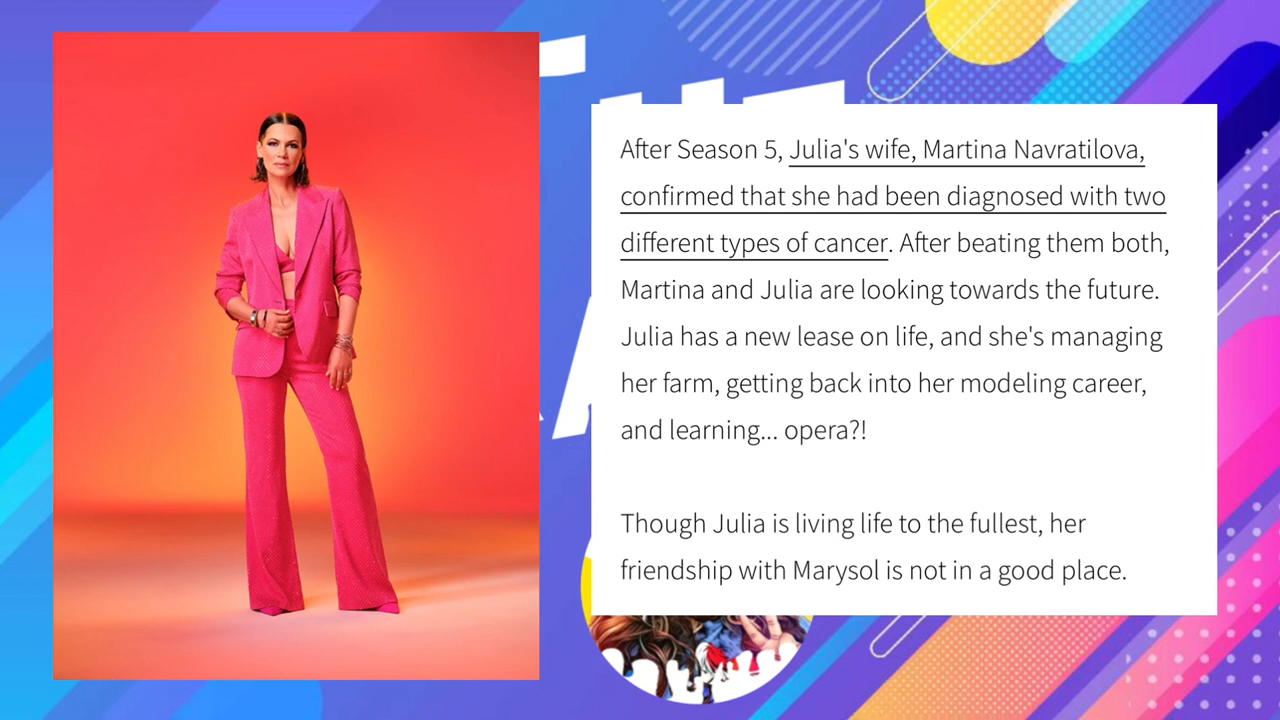 After Season 5, Julia's wife, Martina Navratilova,
confirmed that she had been diagnosed with two
different types of cancer. After beating them both,
Martina and Julia are looking towards the future.
Julia has a new lease on life, and she's managing
her farm, getting back into her modeling career,
and learning... opera?!
Though Julia is living life to the fullest, her
friendship with Marysol is not in a good place.